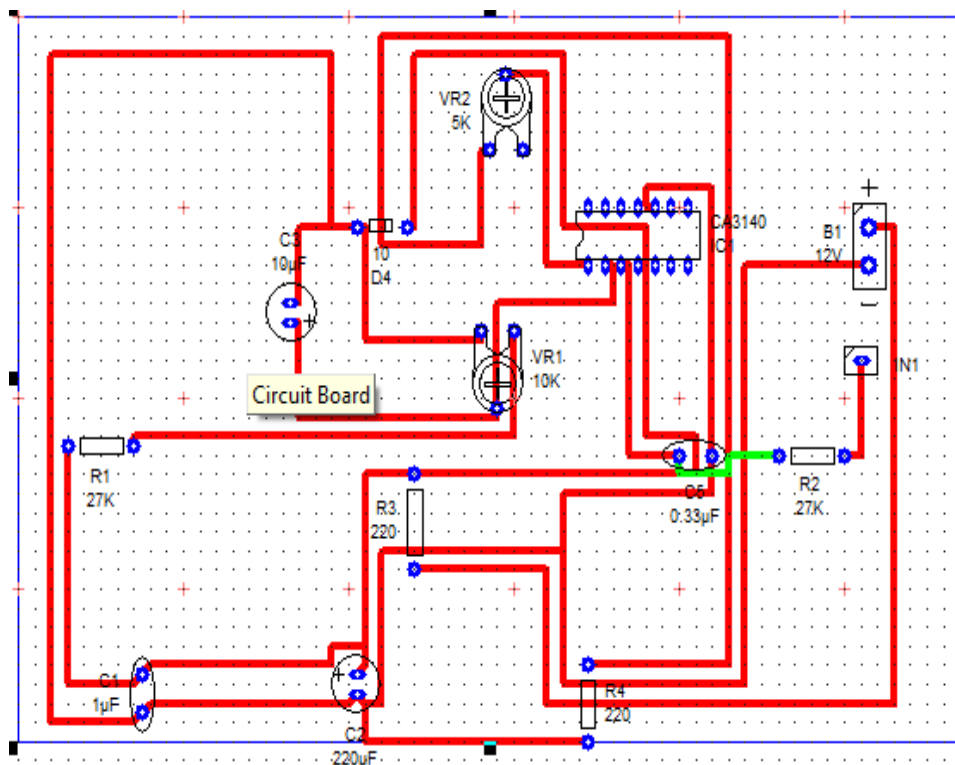 VR2
5K
CA3140
IC1
+
B1
12V
−
C3
10µF
+
10
D4
VR1
10K
IN1
Circuit Board
R1
27K
R3
220
C5
0.33µF
R2
27K
C1
1µF
+
C2
220µF
R4
220